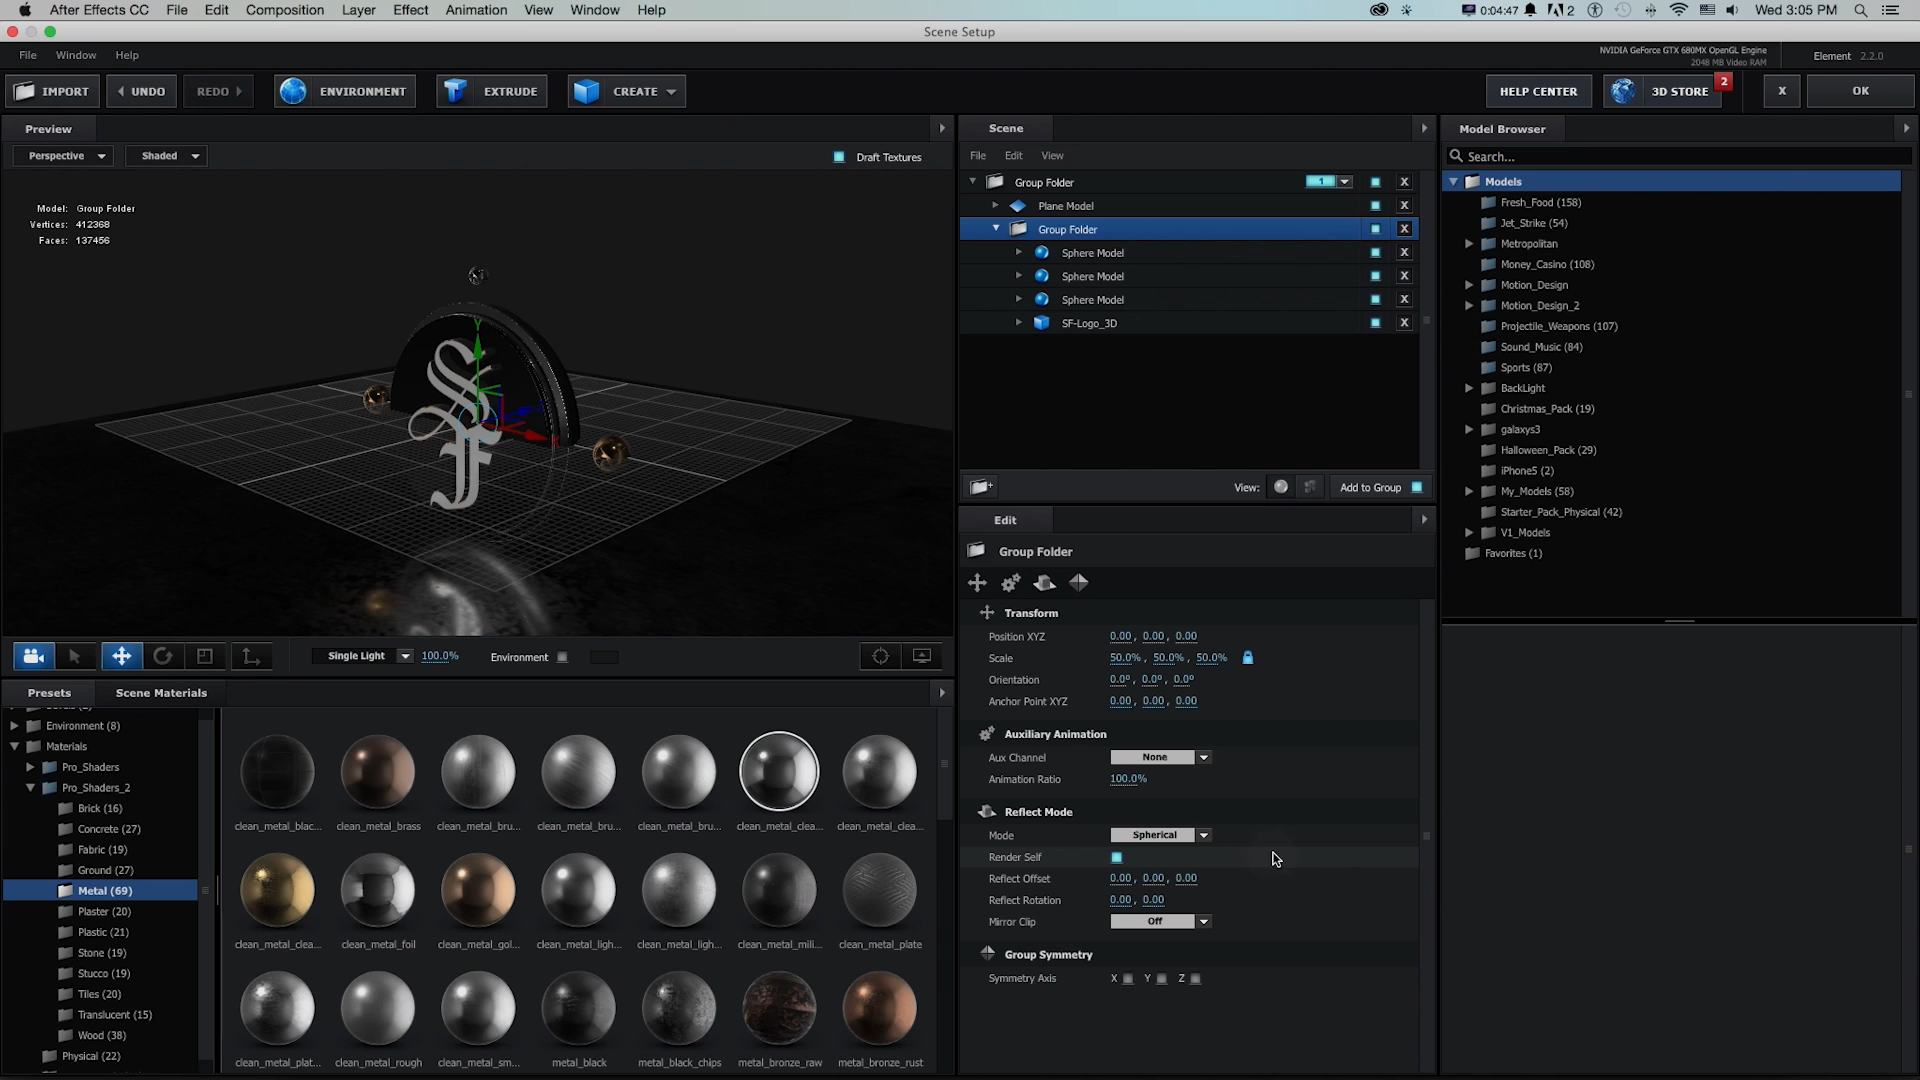 After Effects CC File Edit Composition Layer Effect Animation View Window Help 0:04:47 2 Wed 3:05 PM
Scene Setup
File Window Help
NVIDIA GeForce GTX 680MX OpenGL Engine
2048 MB Video RAM
Element 2.2.0
IMPORT UNDO REDO ENVIRONMENT EXTRUDE CREATE HELP CENTER 3D STORE 2 X OK
Preview
Perspective Shaded Draft Textures
Model: Group Folder
Vertices: 412368
Faces: 137456
SF
Y
X
Single Light 100.0% Environment
Presets Scene Materials
Environment (8)
Materials
Pro_Shaders
Pro_Shaders_2
Brick (16)
Concrete (27)
Fabric (19)
Ground (27)
Metal (69)
Plaster (20)
Plastic (21)
Stone (19)
Stucco (19)
Tiles (20)
Translucent (15)
Wood (38)
Physical (22)
clean_metal_blac... clean_metal_brass clean_metal_bru... clean_metal_bru... clean_metal_bru... clean_metal_clea... clean_metal_clea...
clean_metal_clea... clean_metal_foil clean_metal_gol... clean_metal_ligh... clean_metal_ligh... clean_metal_mili... clean_metal_plate
clean_metal_plat... clean_metal_rough clean_metal_sm... metal_black metal_black_chips metal_bronze_raw metal_bronze_rust
Scene
File Edit View
Group Folder 1 X
Plane Model X
Group Folder X
Sphere Model X
Sphere Model X
Sphere Model X
SF-Logo_3D X
View: Add to Group
Edit
Group Folder
Transform
Position XYZ 0.00, 0.00, 0.00
Scale 50.0%, 50.0%, 50.0%
Orientation 0.0º, 0.0º, 0.0º
Anchor Point XYZ 0.00, 0.00, 0.00
Auxiliary Animation
Aux Channel None
Animation Ratio 100.0%
Reflect Mode
Mode Spherical
Render Self
Reflect Offset 0.00, 0.00, 0.00
Reflect Rotation 0.00, 0.00
Mirror Clip Off
Group Symmetry
Symmetry Axis X Y Z
Model Browser
Search...
Models
Fresh_Food (158)
Jet_Strike (54)
Metropolitan
Money_Casino (108)
Motion_Design
Motion_Design_2
Projectile_Weapons (107)
Sound_Music (84)
Sports (87)
BackLight
Christmas_Pack (19)
galaxys3
Halloween_Pack (29)
iPhone5 (2)
My_Models (58)
Starter_Pack_Physical (42)
V1_Models
Favorites (1)